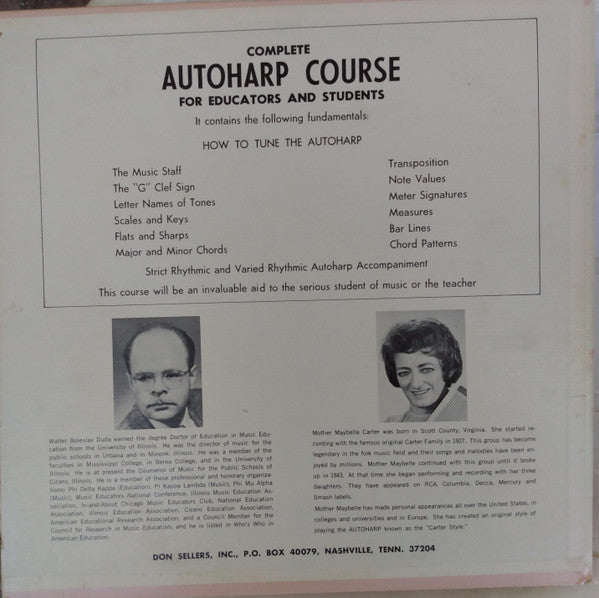 COMPLETE
AUTOHARP COURSE
FOR EDUCATORS AND STUDENTS
It contains the following fundamentals:
HOW TO TUNE THE AUTOHARP
The Music Staff
The "G" Clef Sign
Letter Names of Tones
Scales and Keys
Flats and Sharps
Major and Minor Chords
Transposition
Note Values
Meter Signatures
Measures
Bar Lines
Chord Patterns
Strict Rhythmic and Varied Rhythmic Autoharp Accompaniment
This course will be an invaluable aid to the serious student of music or the teacher
Walter Boleslav Duda earned the degree Doctor of Education in Music Edu-
cation from the University of Illinois. He was the director of music for the
public schools in Urbana and in Minonk, Illinois. He was a member of the
faculties in Mississippi College, in Berea College, and in the University of
Illinois. He is at present the Counselor of Music for the Public Schools of
Cicero, Illinois. He is a member of these professional and honorary organiza-
tions: Phi Delta Kappa (Education), Pi Kappa Lambda (Music), Phi Mu Alpha
(Music), Music Educators National Conference, Illinois Music Education As-
sociation, In-and-About Chicago Music Educators Club, National Education
Association, Illinois Education Association, Cicero Education Association,
American Educational Research Association, and a Council Member for the
Council for Research in Music Education; and he is listed in Who's Who in
American Education.
Mother Maybelle Carter was born in Scott County, Virginia. She started re-
cording with the famous original Carter Family in 1927. This group has become
legendary in the folk music field and their songs and melodies have been en-
joyed by millions. Mother Maybelle continued with this group until it broke
up in 1943. At that time she began performing and recording with her three
daughters. They have appeared on RCA, Columbia, Decca, Mercury and
Smash labels.
Mother Maybelle has made personal appearances all over the United States, in
colleges and universities and in Europe. She has created an original style of
playing the AUTOHARP known as the "Carter Style."
DON SELLERS, INC., P.O. BOX 40079, NASHVILLE, TENN. 37204